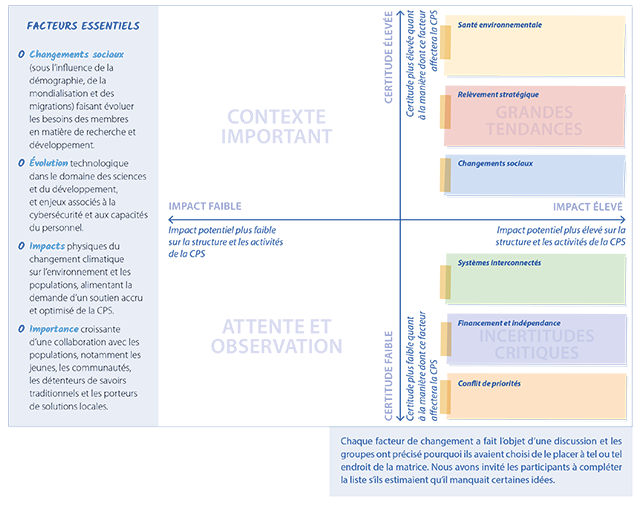 FACTEURS ESSENTIELS
Changements sociaux
(sous l'influence de la
démographie, de la
mondialisation et des
migrations) faisant évoluer
les besoins des membres
en matière de recherche et
développement.
Évolution technologique
dans le domaine des sciences
et du développement,
et enjeux associés à la
cybersécurité et aux capacités
du personnel.
Impacts physiques du
changement climatique
sur l'environnement et les
populations, alimentant la
demande d'un soutien accru
et optimisé de la CPS.
Importance croissante
d'une collaboration avec les
populations, notamment les
jeunes, les communautés,
les détenteurs de savoirs
traditionnels et les porteurs
de solutions locales.
CONTEXTE
IMPORTANT
CERTITUDE ÉLEVÉE
Certitude plus élevée quant
à la manière dont ce facteur
affectera la CPS
Santé environnementale
Relèvement stratégique
GRANDES
TENDANCES
Changements sociaux
IMPACT FAIBLE
Impact potentiel plus faible
sur la structure et les activités
de la CPS
IMPACT ÉLEVÉ
Impact potentiel plus élevé sur la
structure et les activités de la CPS
ATTENTE ET
OBSERVATION
CERTITUDE FAIBLE
Certitude plus faible quant
à la manière dont ce facteur
affectera la CPS
Systèmes interconnectés
Financement et Indépendance
INCERTITUDES
CRITIQUES
Conflit de priorités
Chaque facteur de changement a fait l'objet d'une discussion et les
groupes ont précisé pourquoi ils avaient choisi de le placer à tel ou tel
endroit de la matrice. Nous avons invité les participants à compléter
la liste s'ils estimaient qu'il manquait certaines idées.